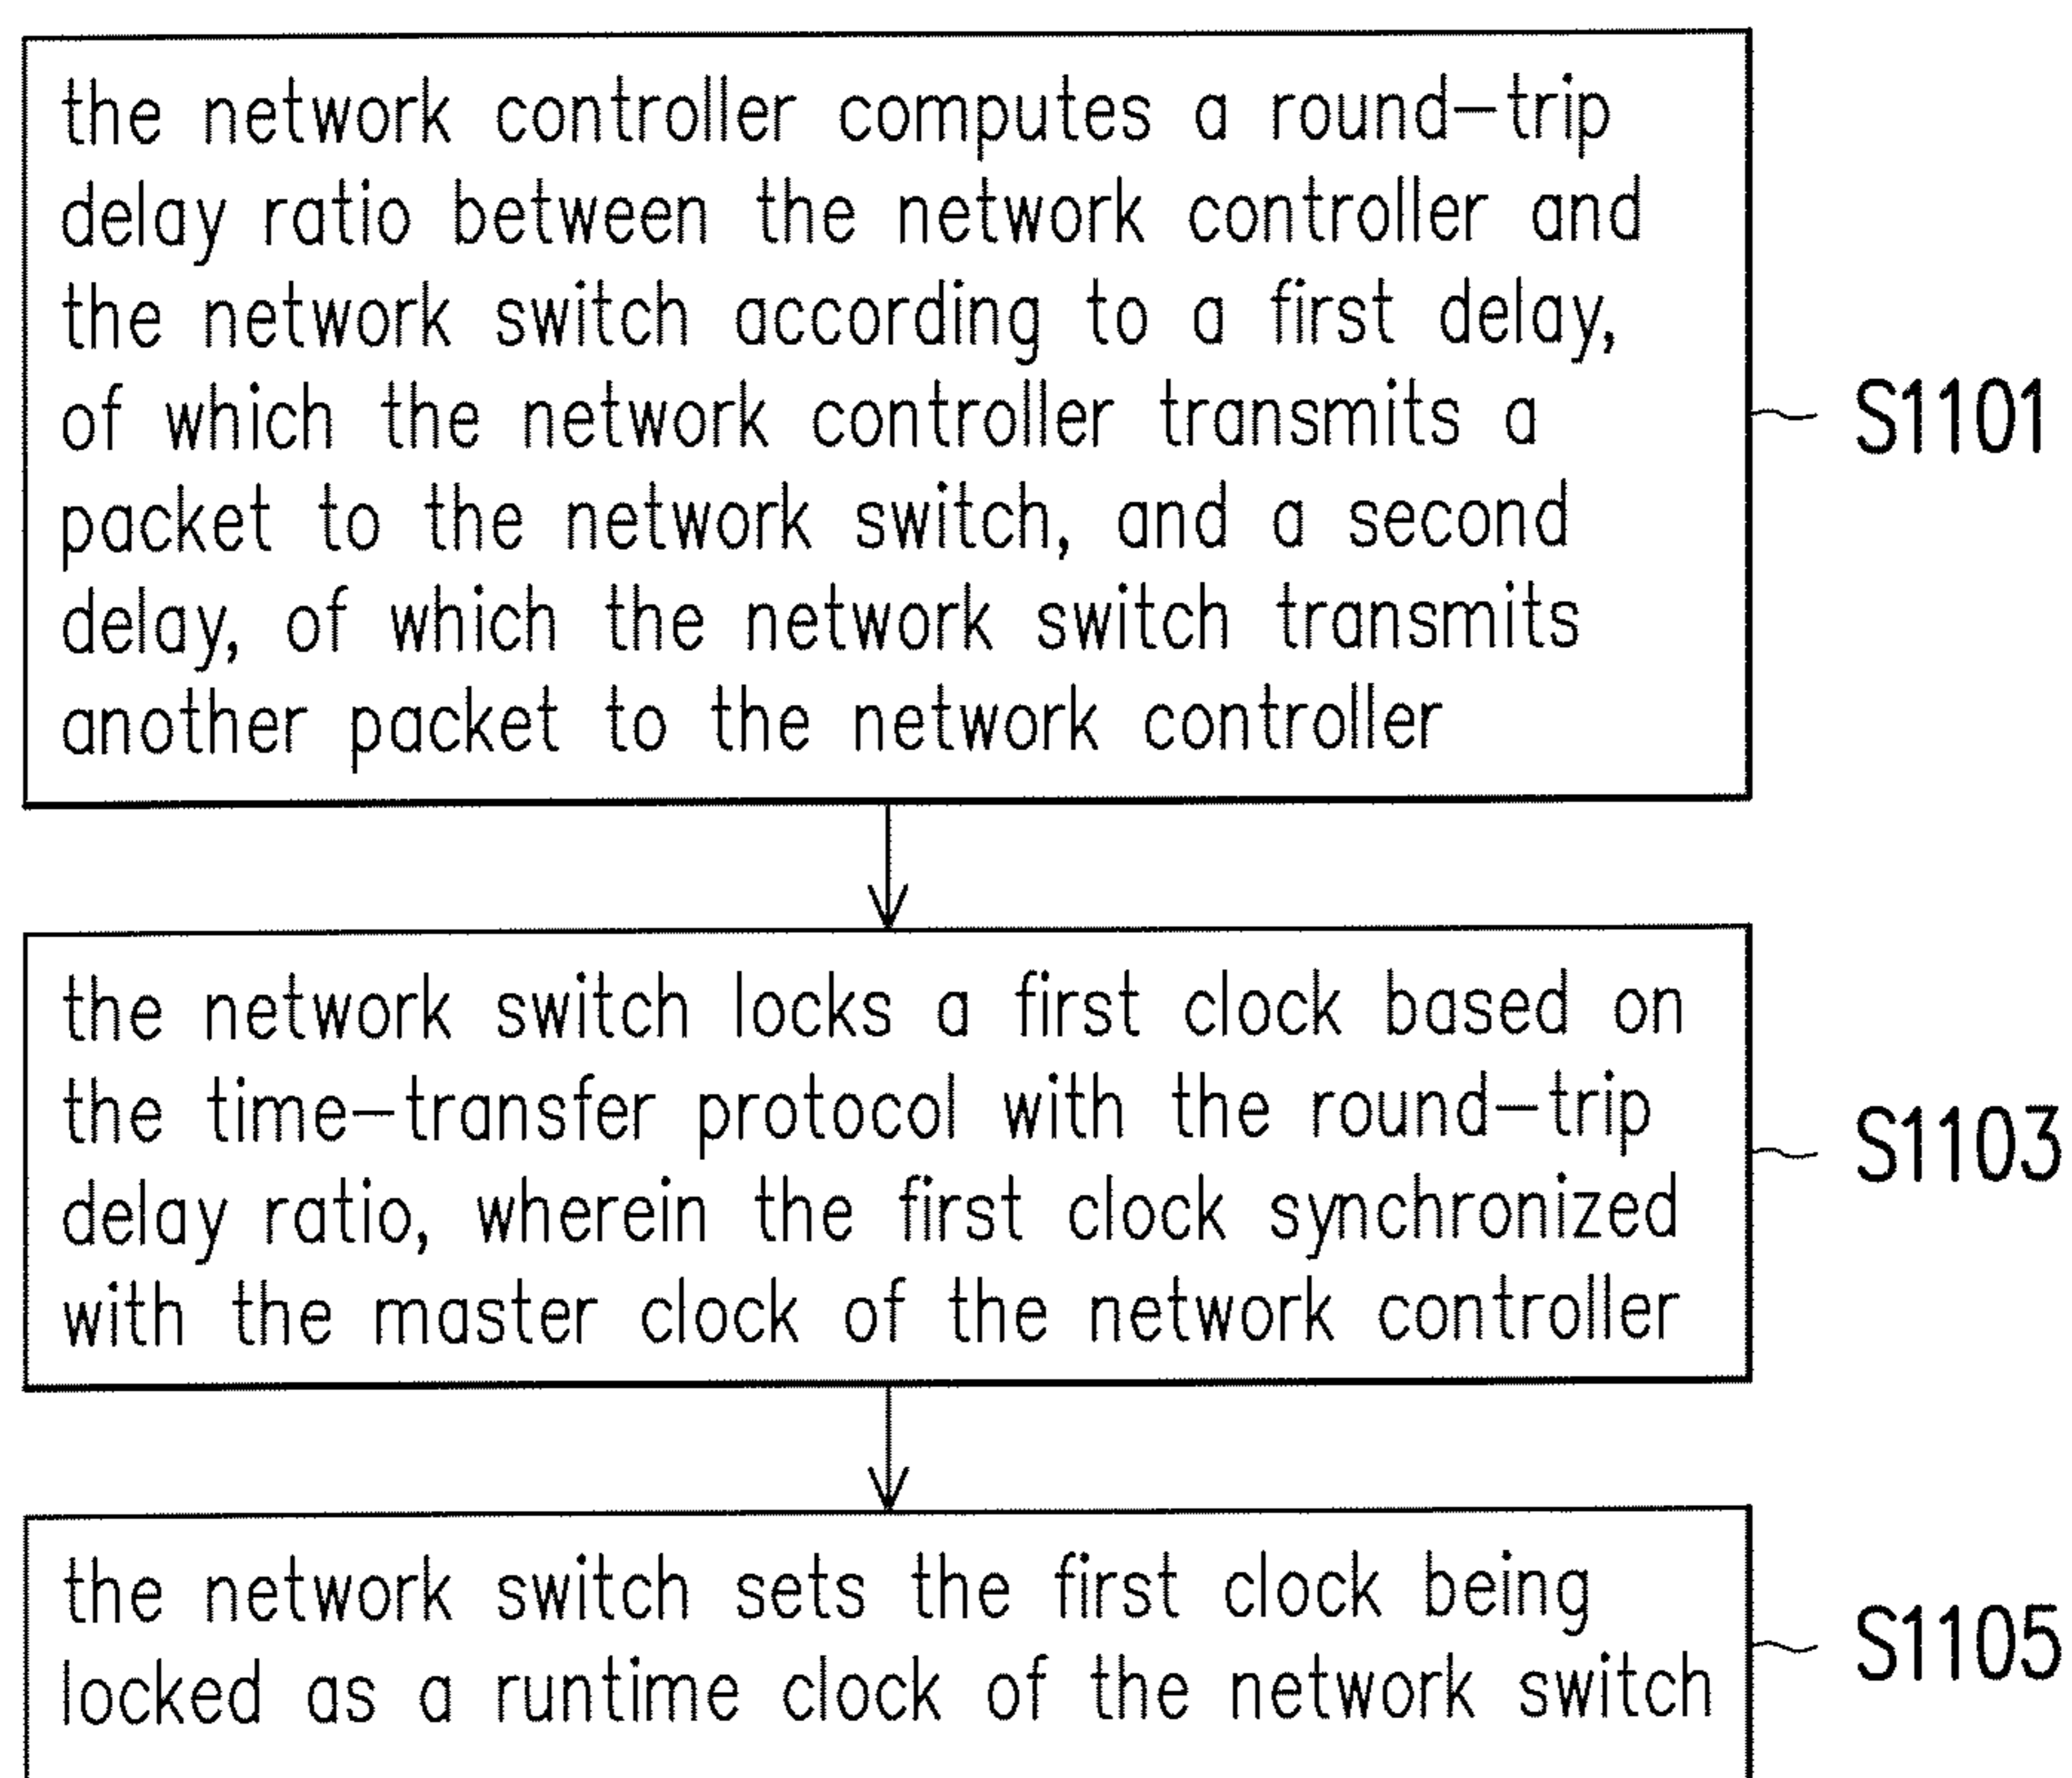 the network controller computes a round-trip
delay ratio between the network controller and
the network switch according to a first delay,
of which the network controller transmits a
packet to the network switch, and a second
delay, of which the network switch transmits
another packet to the network controller
S1101
the network switch locks a first clock based on
the time-transfer protocol with the round-trip
delay ratio, wherein the first clock synchronized
with the master clock of the network controller
S1103
the network switch sets the first clock being
locked as a runtime clock of the network switch
S1105